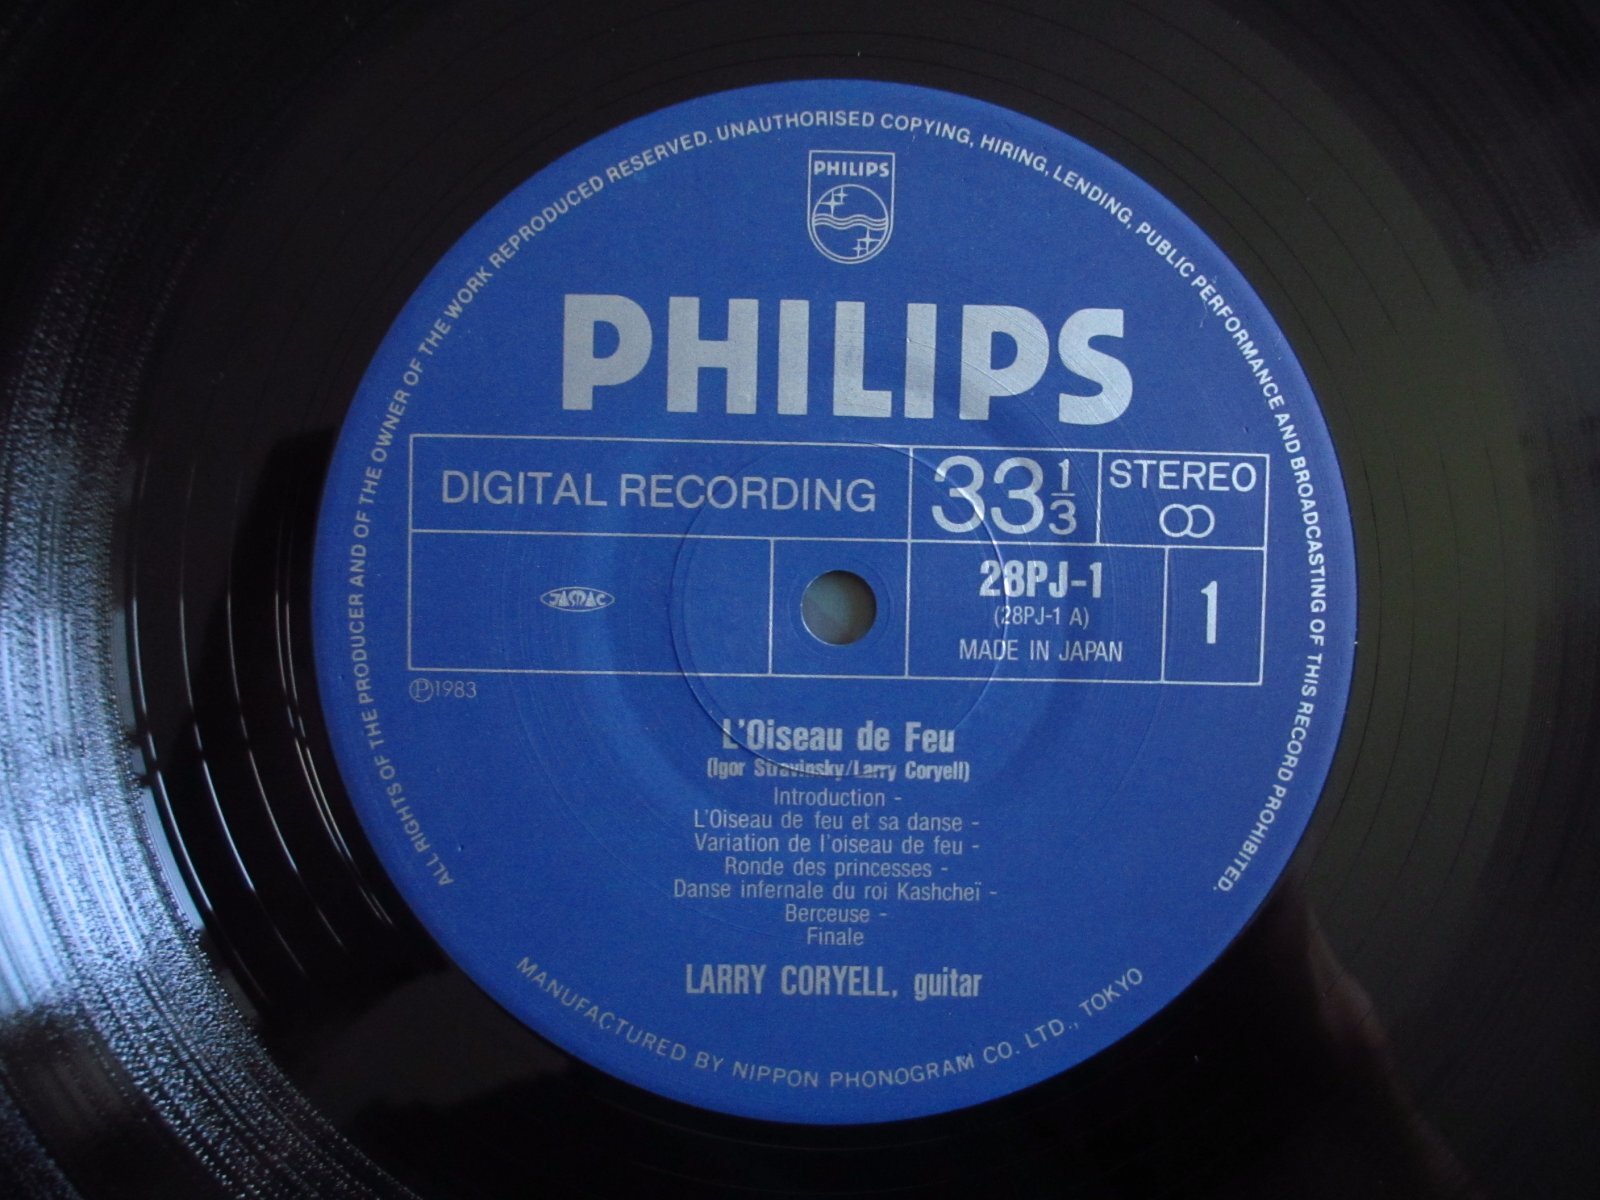 ALL RIGHTS OF THE PRODUCER AND OF THE OWNER OF THE WORK REPRODUCED RESERVED. UNAUTHORISED COPYING, HIRING, LENDING, PUBLIC PERFORMANCE AND BROADCASTING OF THIS RECORD PROHIBITED.
PHILIPS
PHILIPS
DIGITAL RECORDING
33 1/3
STEREO
JASRAC
28PJ-1
(28PJ-1 A)
MADE IN JAPAN
1
℗1983
L'Oiseau de Feu
(Igor Stravinsky/Larry Coryell)
Introduction -
L'Oiseau de feu et sa danse -
Variation de l'oiseau de feu -
Ronde des princesses -
Danse infernale du roi Kashcheï -
Berceuse -
Finale
LARRY CORYELL, guitar
MANUFACTURED BY NIPPON PHONOGRAM CO. LTD., TOKYO